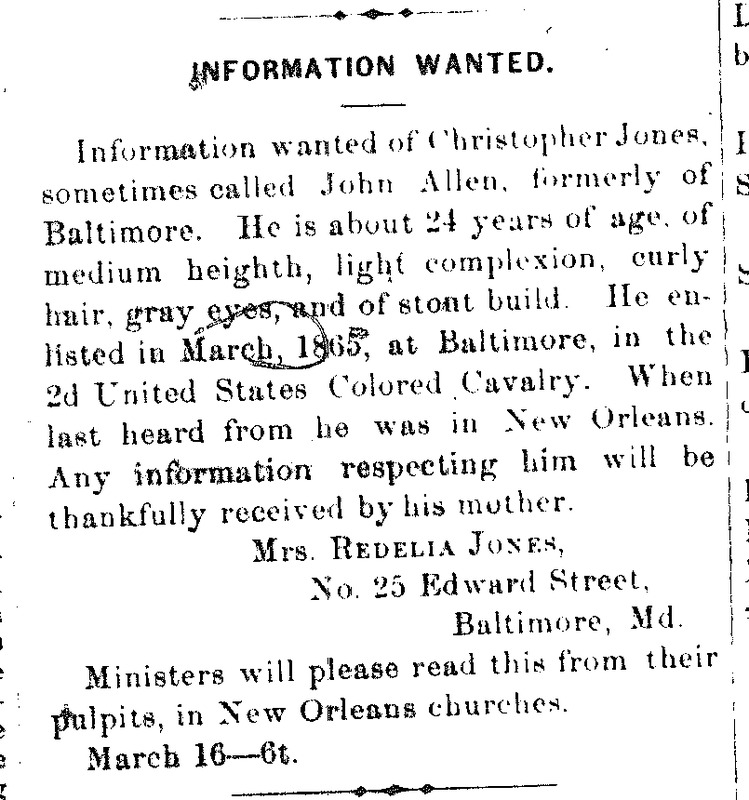 INFORMATION WANTED.
Information wanted of Christopher Jones,
sometimes called John Allen, formerly of
Baltimore. He is about 24 years of age, of
medium heighth, light complexion, curly
hair, gray eyes, and of stout build. He en-
listed in March, 1865, at Baltimore, in the
2d United States Colored Cavalry. When
last heard from he was in New Orleans.
Any information respecting him will be
thankfully received by his mother.
Mrs. REDELIA JONES,
No. 25 Edward Street,
Baltimore, Md.
Ministers will please read this from their
pulpits, in New Orleans churches.
March 16—6t.